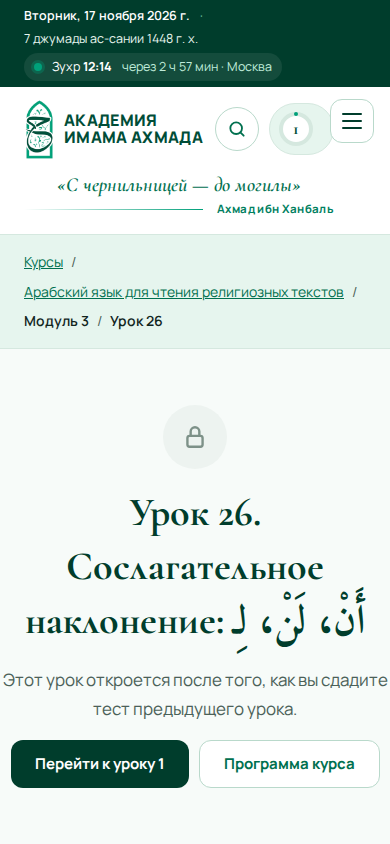 Вторник, 17 ноября 2026 г. ·
7 джумады ас-сании 1448 г. х.
Зухр 12:14 через 2 ч 57 мин · Москва
АКАДЕМИЯ
ИМАМА АХМАДА
1
«С чернильницей — до могилы»
Ахмад ибн Ханбаль
Курсы /
Арабский язык для чтения религиозных текстов /
Модуль 3 / Урок 26
Урок 26.
Сослагательное
наклонение: أَنْ، لَنْ، لِـ
Этот урок откроется после того, как вы сдадите
тест предыдущего урока.
Перейти к уроку 1
Программа курса